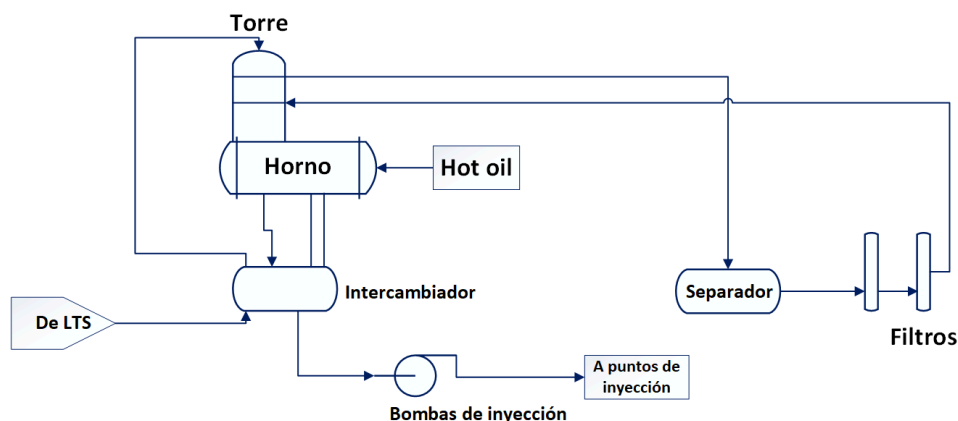 Torre
Horno
Hot oil
Intercambiador
Separador
De LTS
Filtros
A puntos de
inyección
Bombas de inyección